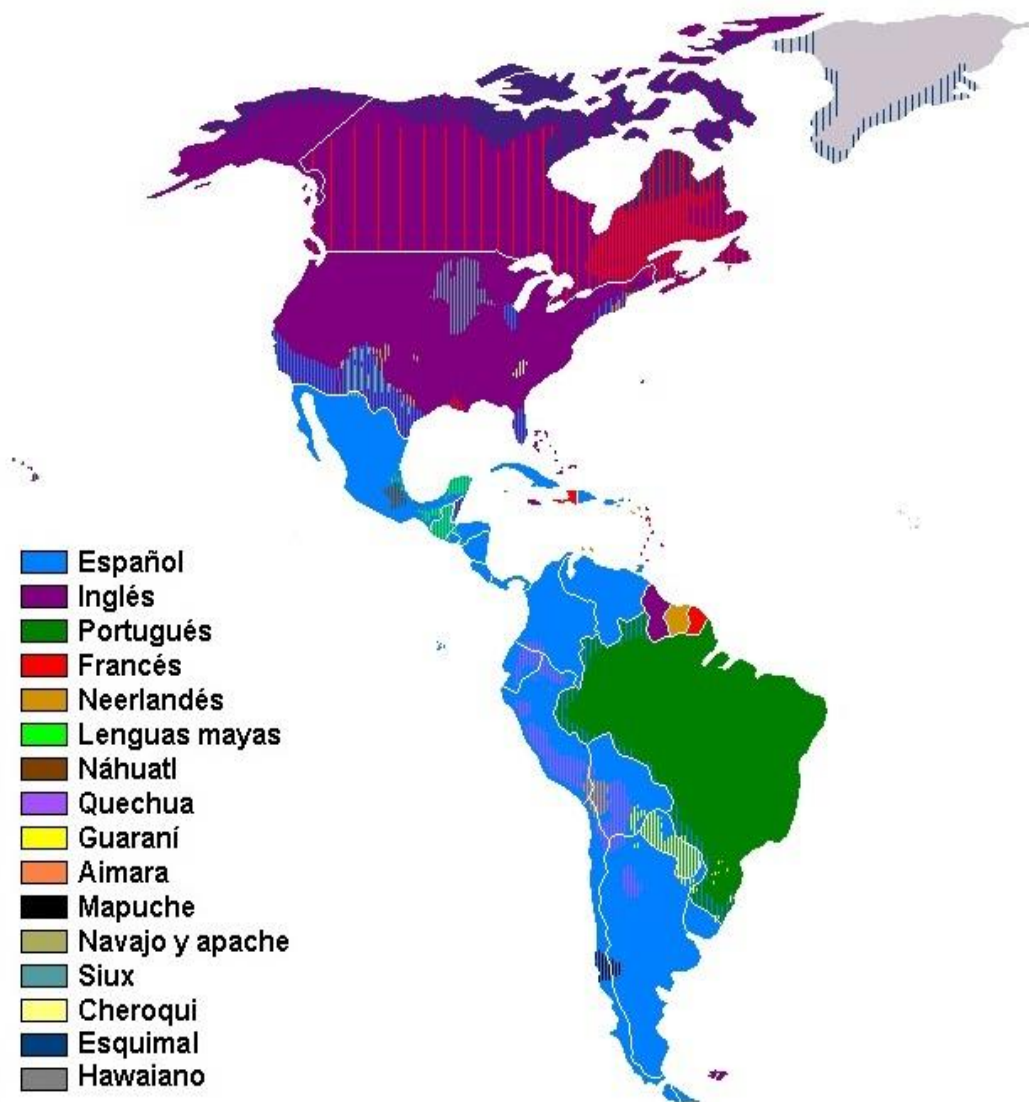 Español
Inglés
Portugués
Francés
Neerlandés
Lenguas mayas
Náhuatl
Quechua
Guaraní
Aimara
Mapuche
Navajo y apache
Siux
Cheroqui
Esquimal
Hawaiano